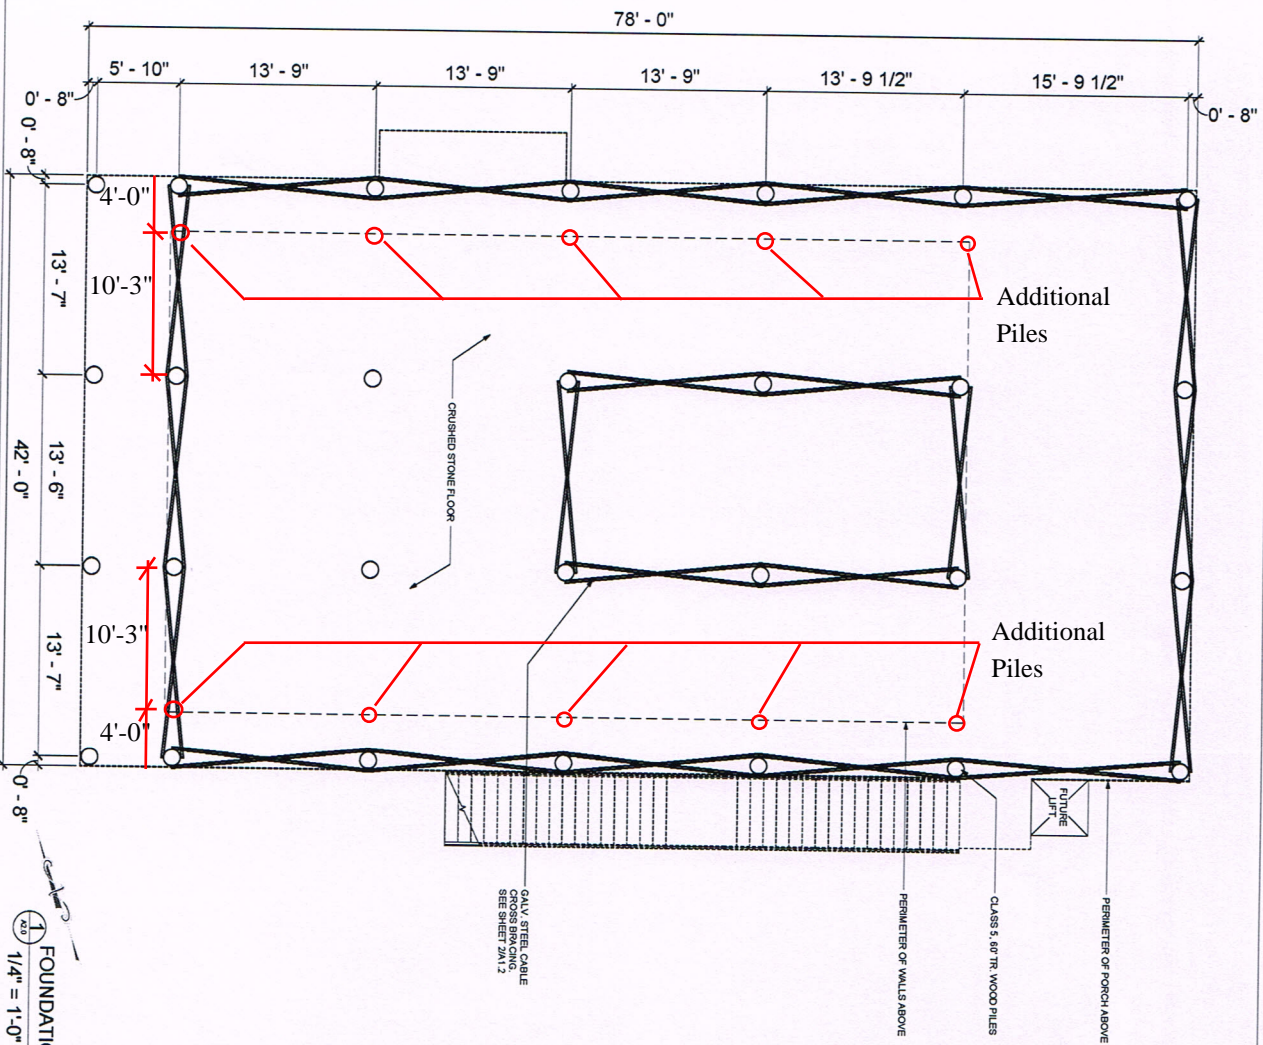 78' - 0"
5' - 10"
13' - 9"
13' - 9"
13' - 9"
13' - 9 1/2"
15' - 9 1/2"
0' - 8"
0' - 8"
0' - 8"
4'-0"
13' - 7"
10'-3"
Additional
Piles
CRUSHED STONE FLOOR
13' - 6"
42' - 0"
10'-3"
13' - 7"
Additional
Piles
4'-0"
0' - 8"
FUTURE
LIFT
GALV. STEEL CABLE
CROSS BRACING.
SEE SHEET 2/A1.2
PERIMETER OF WALLS ABOVE
CLASS 5, 60' TR. WOOD PILES
PERIMETER OF PORCH ABOVE
1
A2.0
FOUNDATIO
1/4" = 1'-0"